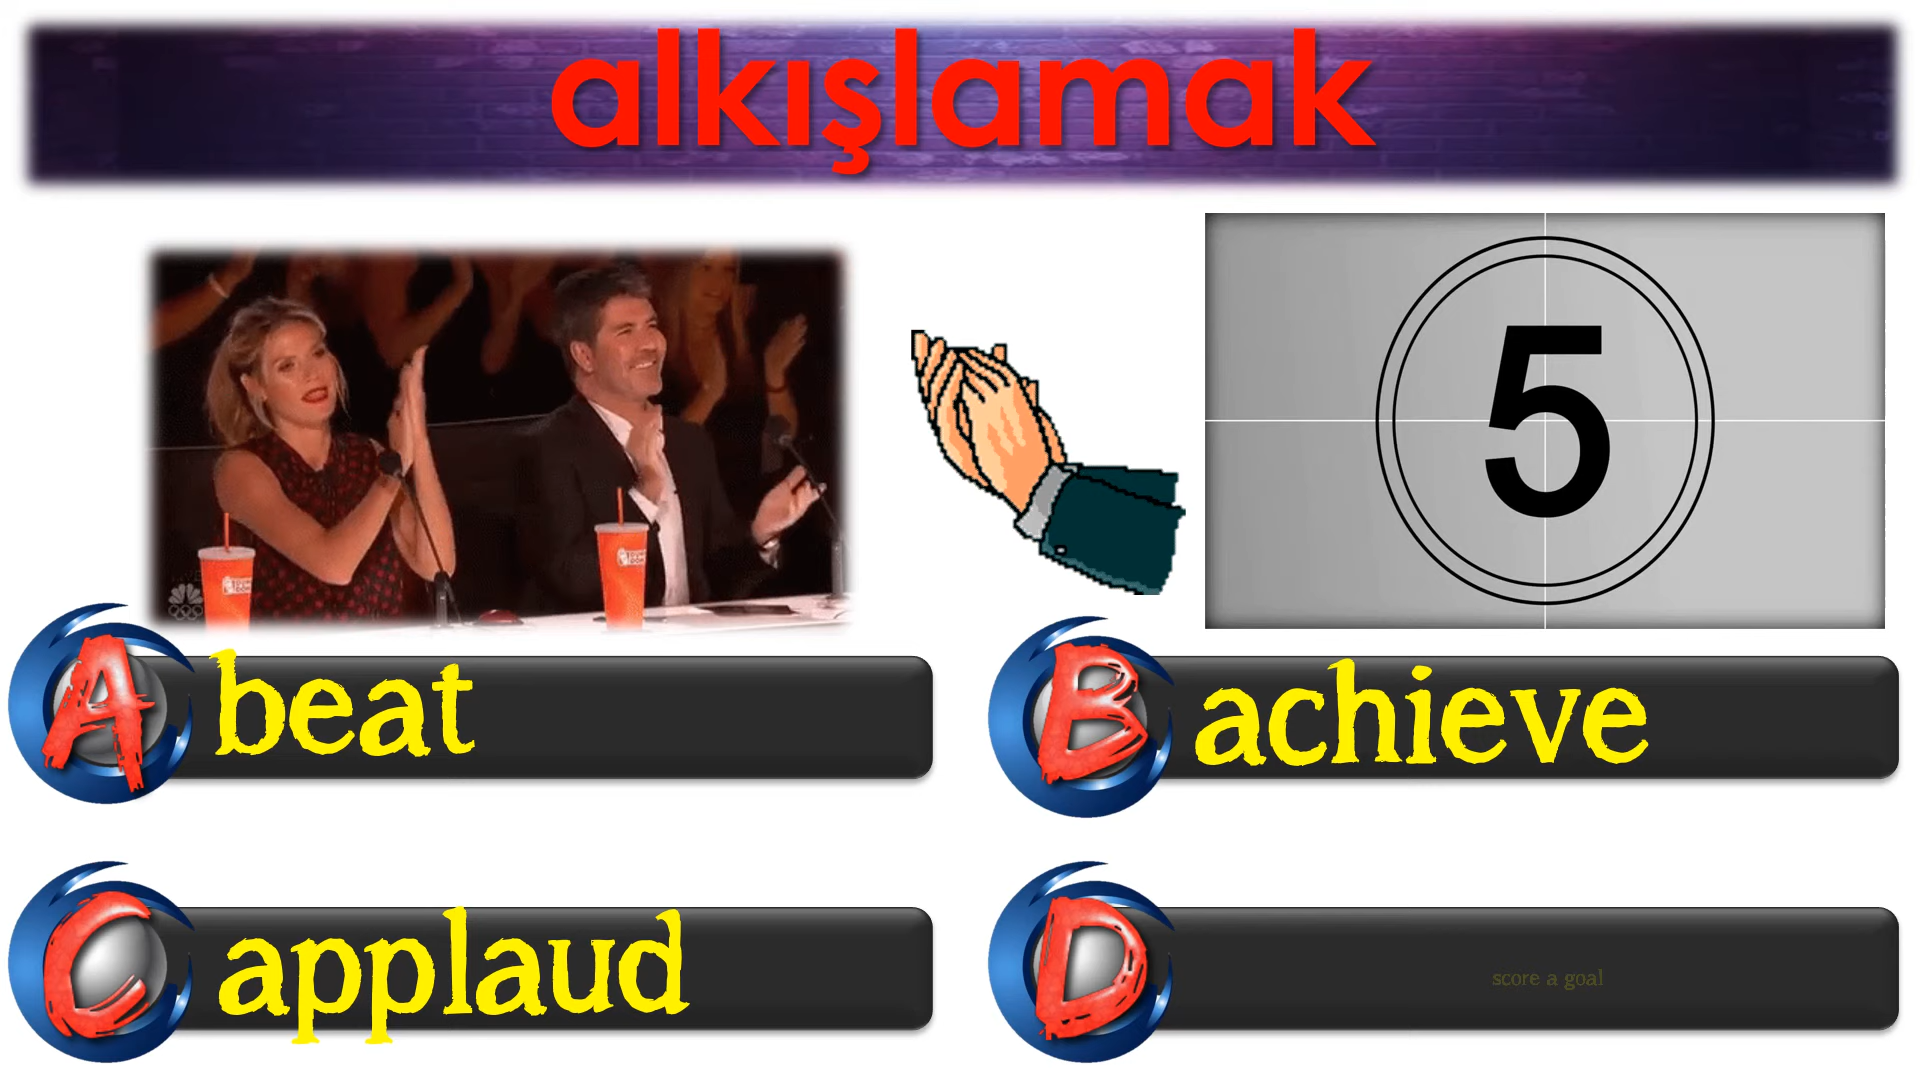 alkışlamak
5
A beat
B achieve
C applaud
D score a goal